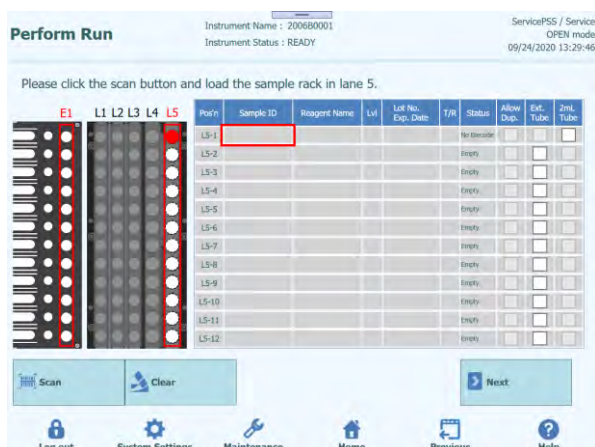 Perform Run
Instrument Name : 200680001
Instrument Status : READY
ServicePSS / Service
OPEN mode
09/24/2020 13:29:46
Please click the scan button and load the sample rack in lane 5.
E1 L1 L2 L3 L4 L5
Pos'n Sample ID Reagent Name Lvl Lot No. Exp. Date T/R Status Allow Dup. Ext. Tube 2mL Tube
L5-1 No Barcode
L5-2 Empty
L5-3 Empty
L5-4 Empty
L5-5 Empty
L5-6 Empty
L5-7 Empty
L5-8 Empty
L5-9 Empty
L5-10 Empty
L5-11 Empty
L5-12 Empty
Scan Clear Next
Log out System Settings Maintenance Home Previous Help